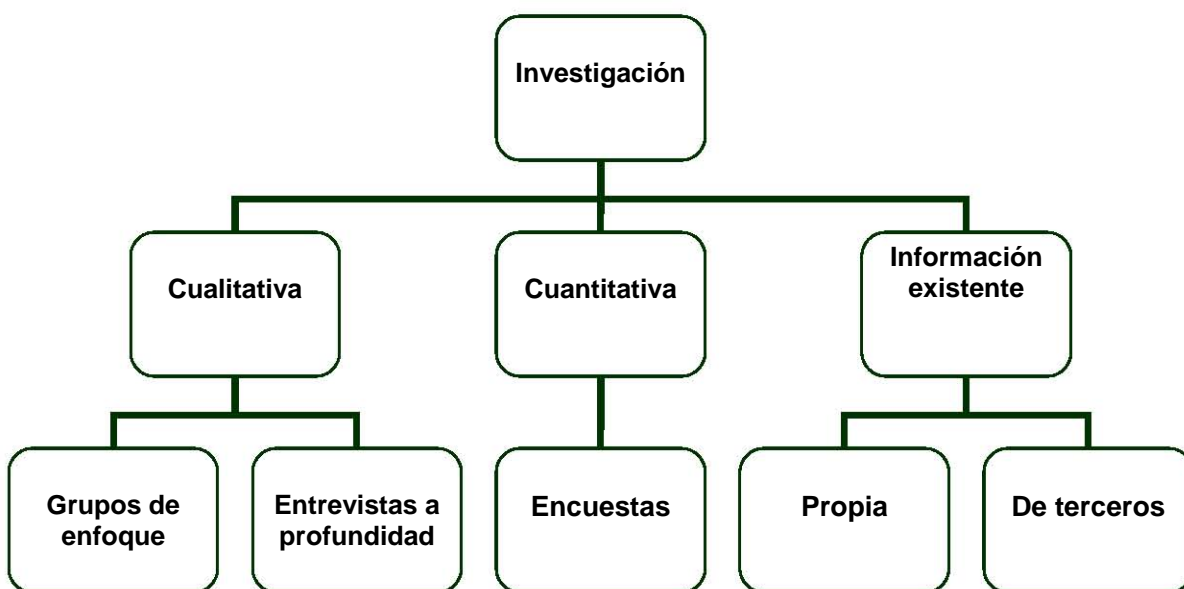 Investigación
Cualitativa
Cuantitativa
Información
existente
Grupos de
enfoque
Entrevistas a
profundidad
Encuestas
Propia
De terceros